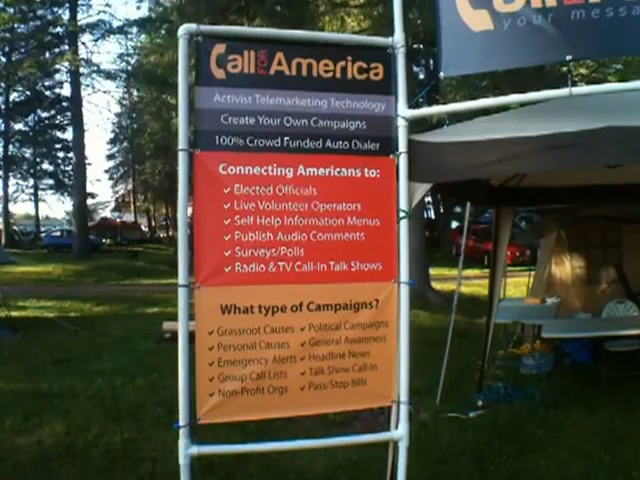 Call FOR America
Activist Telemarketing Technology
Create Your Own Campaigns
100% Crowd Funded Auto Dialer
Connecting Americans to:
✓ Elected Officials
✓ Live Volunteer Operators
✓ Self Help Information Menus
✓ Publish Audio Comments
✓ Surveys/Polls
✓ Radio & TV Call-In Talk Shows
What type of Campaigns?
✓ Grassroot Causes ✓ Political Campaigns
✓ Personal Causes ✓ General Awareness
✓ Emergency Alerts ✓ Headline News
✓ Group Call Lists ✓ Talk Show Call-In
✓ Non-Profit Orgs ✓ Pass/Stop Bills
your